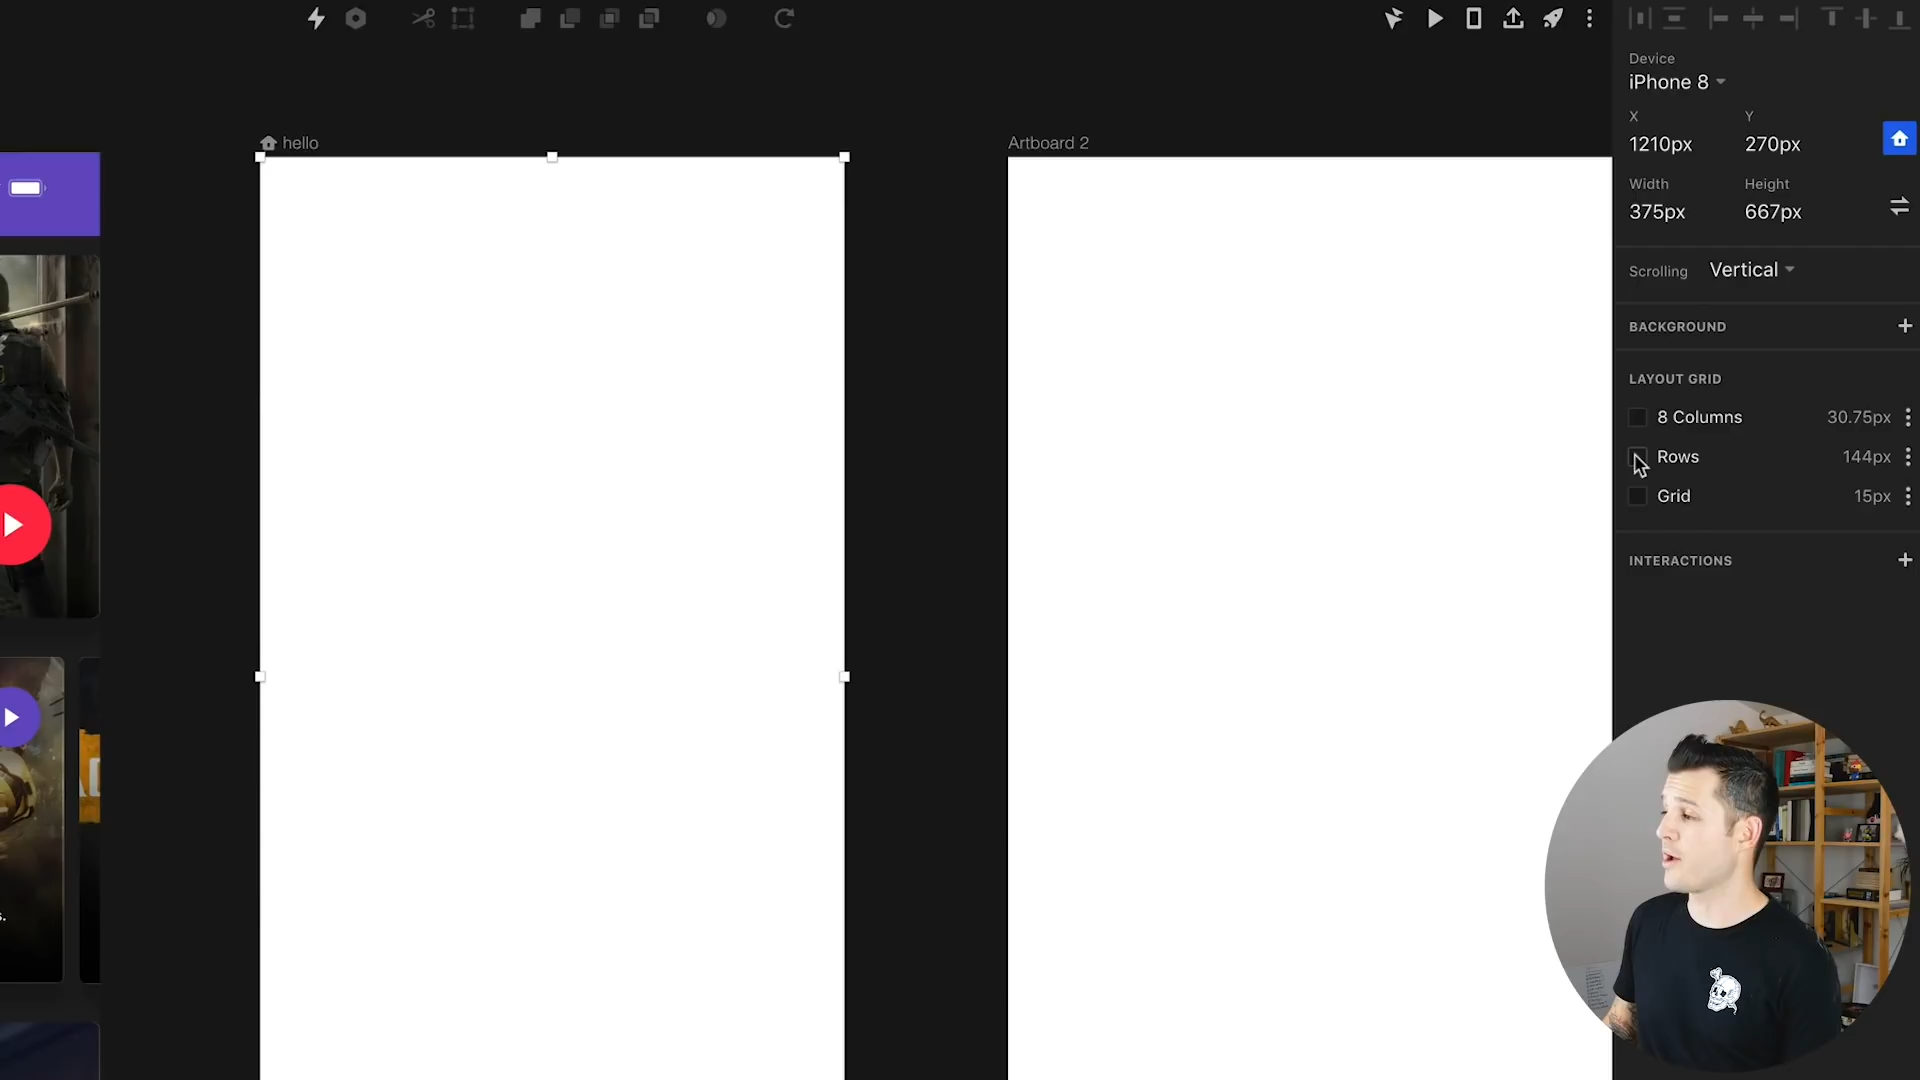 Device
iPhone 8
X Y
1210px 270px
Width Height
375px 667px
Scrolling Vertical
BACKGROUND
LAYOUT GRID
8 Columns 30.75px
Rows 144px
Grid 15px
INTERACTIONS
hello
Artboard 2
s.